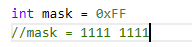 int mask = 0xFF
//mask = 1111 1111